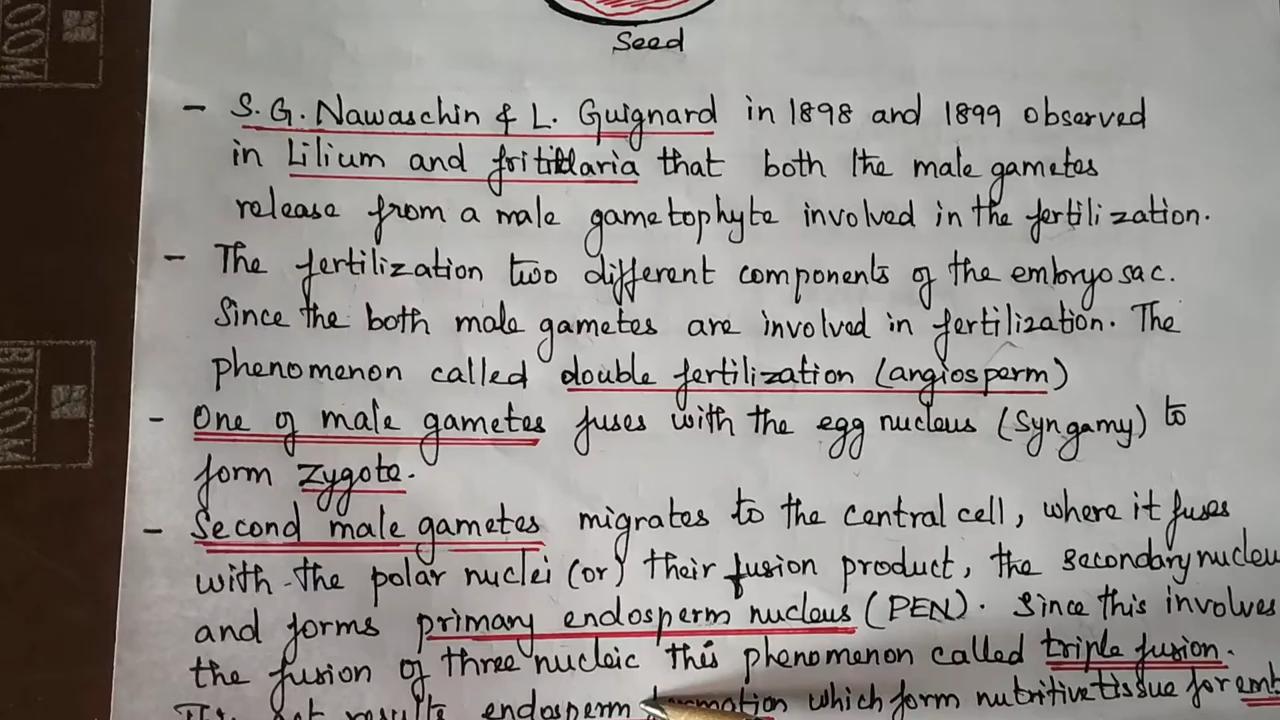 Seed
- S. G. Nawaschin & L. Guignard in 1898 and 1899 observed
in Lilium and fritillaria that both the male gametes
release from a male gametophyte involved in the fertilization.
- The fertilization two different components of the embryo sac.
Since the both male gametes are involved in fertilization. The
phenomenon called double fertilization (angiosperm)
- One of male gametes fuses with the egg nucleus (Syngamy) to
form zygote.
- Second male gametes migrates to the central cell, where it fuses
with the polar nuclei (or) their fusion product, the secondary nucleu
and forms primary endosperm nucleus (PEN). Since this involves
the fusion of three nucleic this phenomenon called triple fusion.
results endosperm which form nutritive tissue for emb
BLOOM